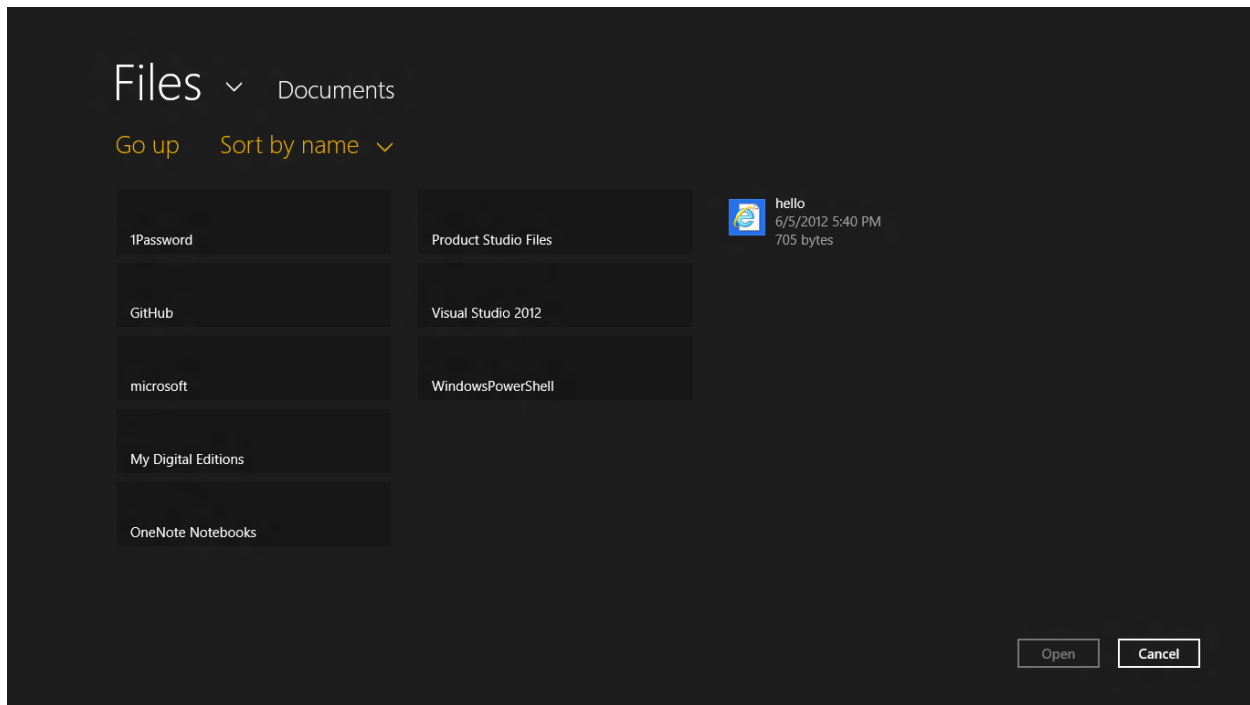 Files Documents
Go up Sort by name
1Password
GitHub
microsoft
My Digital Editions
OneNote Notebooks
Product Studio Files
Visual Studio 2012
WindowsPowerShell
hello
6/5/2012 5:40 PM
705 bytes
Open Cancel